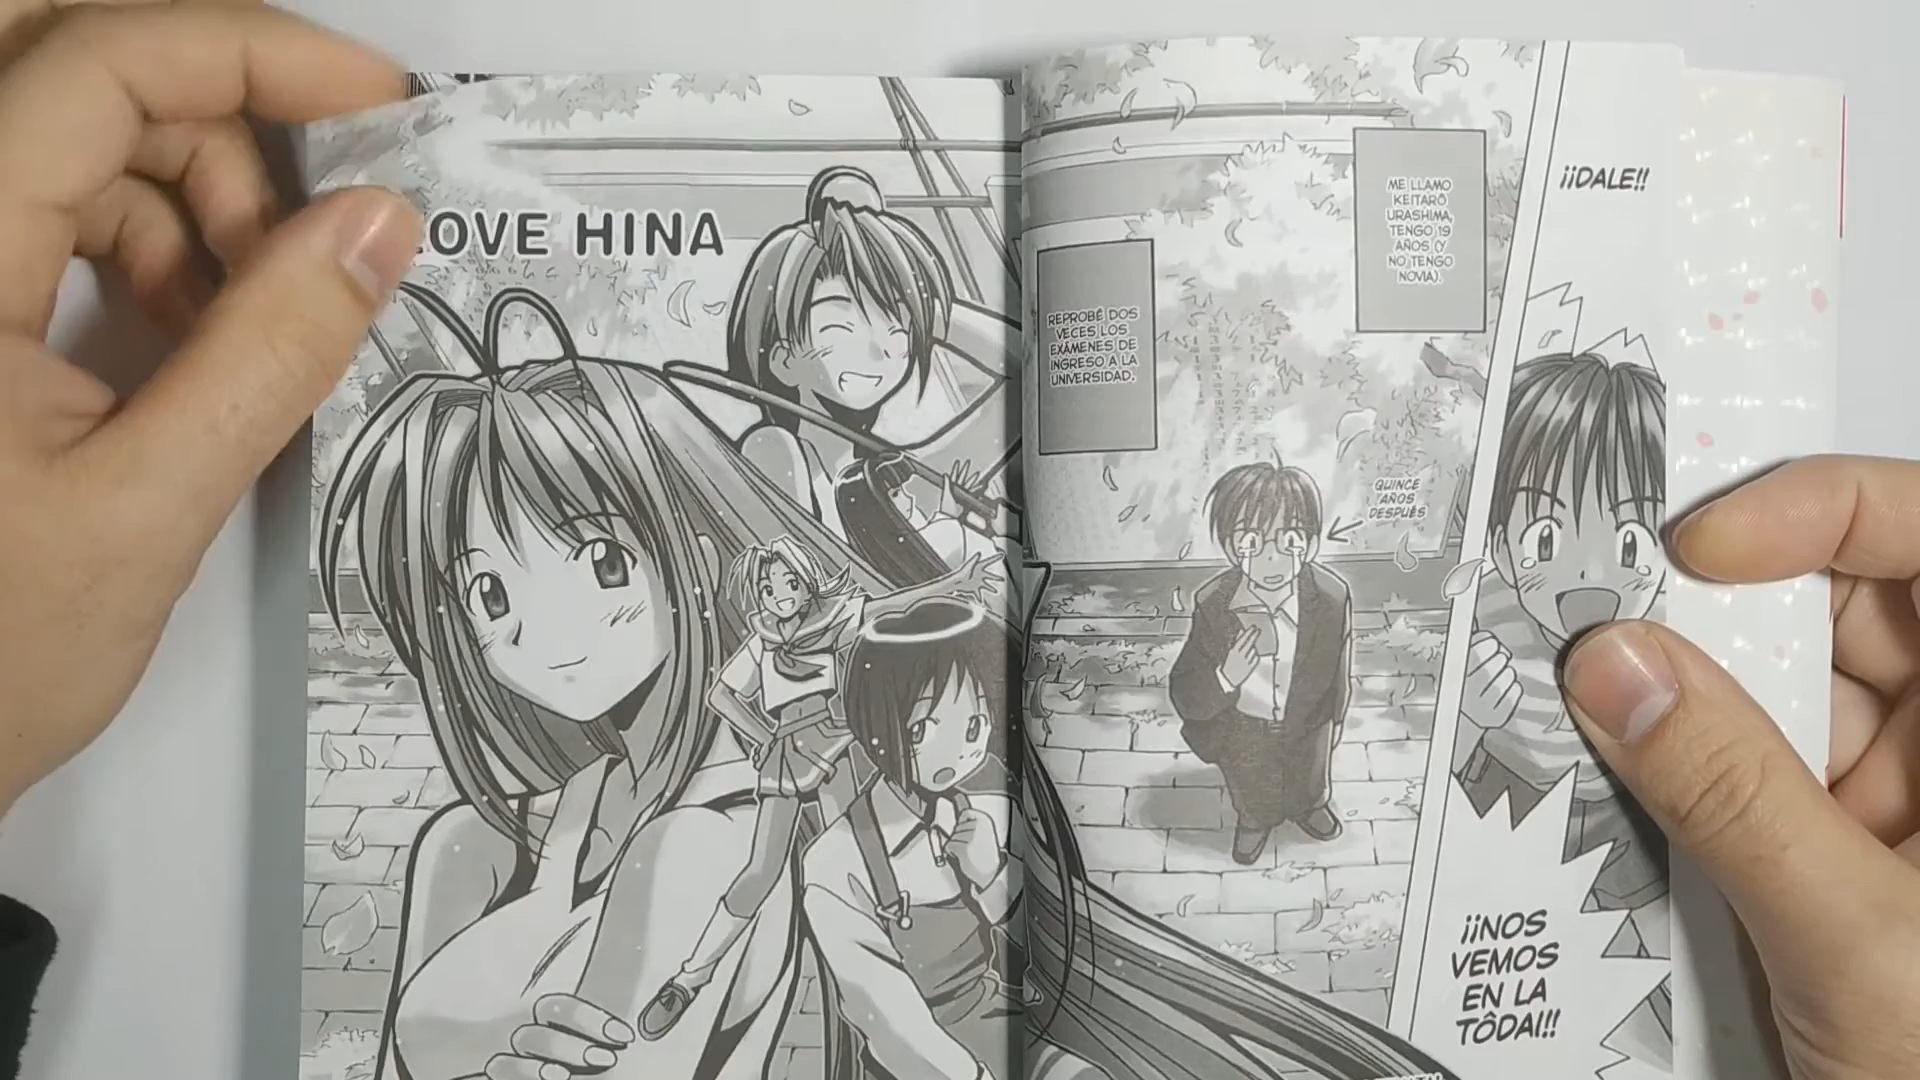 ¡¡DALE!!
ME LLAMO
KEITARÔ
URASHIMA,
TENGO 19
AÑOS (Y
NO TENGO
NOVIA).
REPROBÉ DOS
VECES LOS
EXÁMENES DE
INGRESO A LA
UNIVERSIDAD.
QUINCE
AÑOS
DESPUÉS
¡¡NOS
VEMOS
EN LA
TÔDAI!!
LOVE HINA